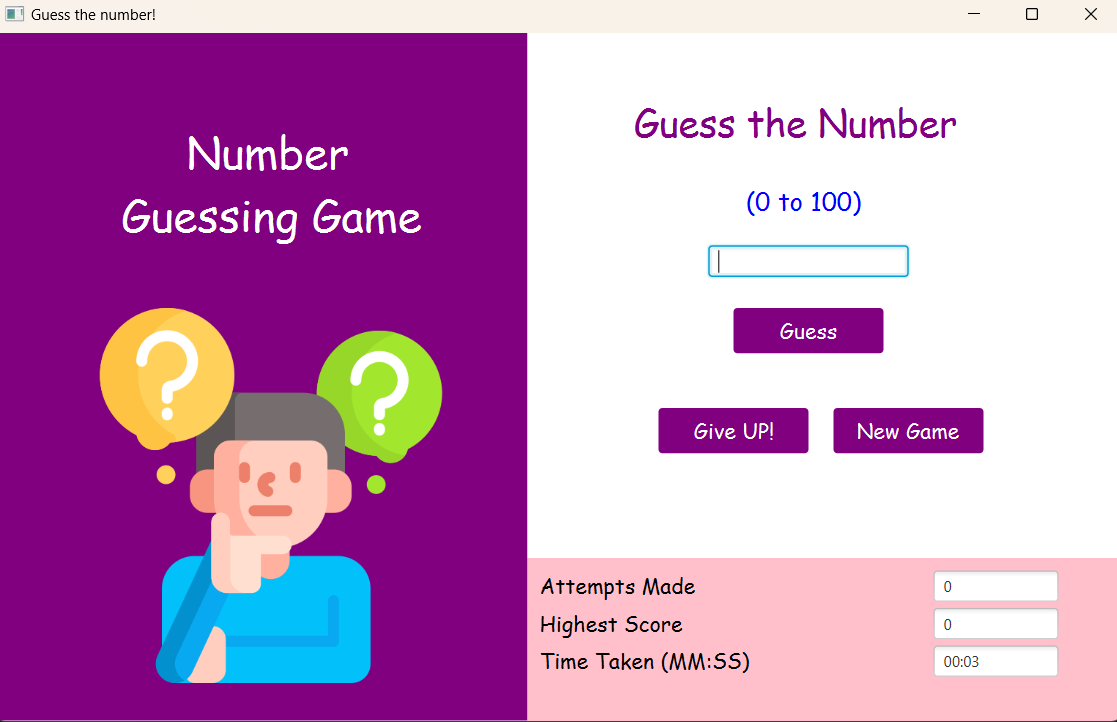 Guess the number!
Number
Guessing Game
?
?
Guess the Number
(0 to 100)
Guess
Give UP!
New Game
Attempts Made
0
Highest Score
0
Time Taken (MM:SS)
00:03